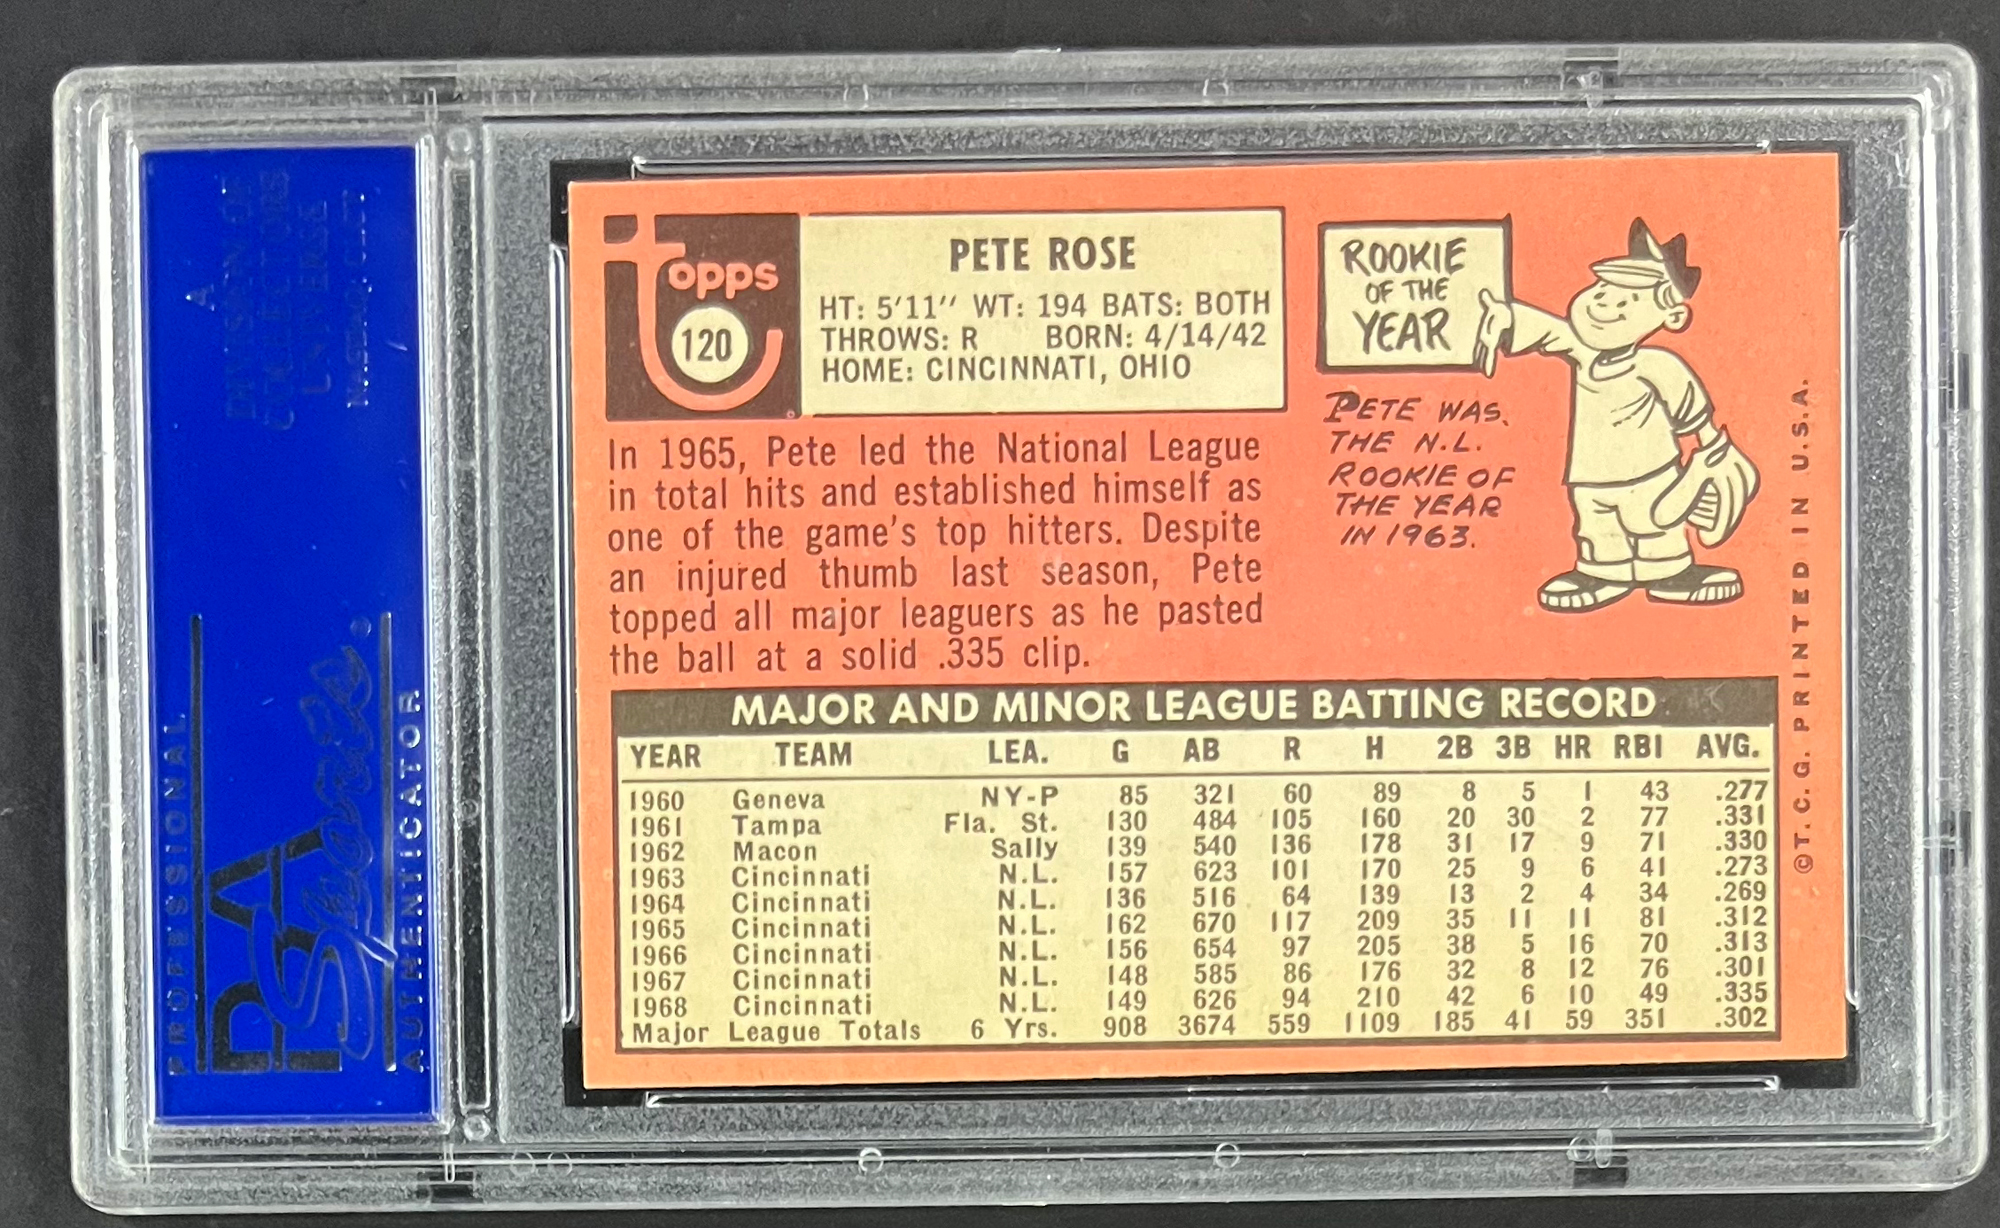 A
DIVISION OF
COLLECTORS
UNIVERSE
NASDAQ: CLCT
PROFESSIONAL
PSA
Sports
AUTHENTICATOR
topps
120
PETE ROSE
HT: 5'11" WT: 194 BATS: BOTH
THROWS: R BORN: 4/14/42
HOME: CINCINNATI, OHIO
ROOKIE
OF THE
YEAR
PETE WAS
THE N.L.
ROOKIE OF
THE YEAR
IN 1963.
In 1965, Pete led the National League
in total hits and established himself as
one of the game's top hitters. Despite
an injured thumb last season, Pete
topped all major leaguers as he pasted
the ball at a solid .335 clip.
MAJOR AND MINOR LEAGUE BATTING RECORD
YEAR TEAM LEA. G AB R H 2B 3B HR RBI AVG.
1960 Geneva NY-P 85 321 60 89 8 5 1 43 .277
1961 Tampa Fla. St. 130 484 105 160 20 30 2 77 .331
1962 Macon Sally 139 540 136 178 31 17 9 71 .330
1963 Cincinnati N.L. 157 623 101 170 25 9 6 41 .273
1964 Cincinnati N.L. 136 516 64 139 13 2 4 34 .269
1965 Cincinnati N.L. 162 670 117 209 35 11 11 81 .312
1966 Cincinnati N.L. 156 654 97 205 38 5 16 70 .313
1967 Cincinnati N.L. 148 585 86 176 32 8 12 76 .301
1968 Cincinnati N.L. 149 626 94 210 42 6 10 49 .335
Major League Totals 6 Yrs. 908 3674 559 1109 185 41 59 351 .302
©T.C.G. PRINTED IN U.S.A.